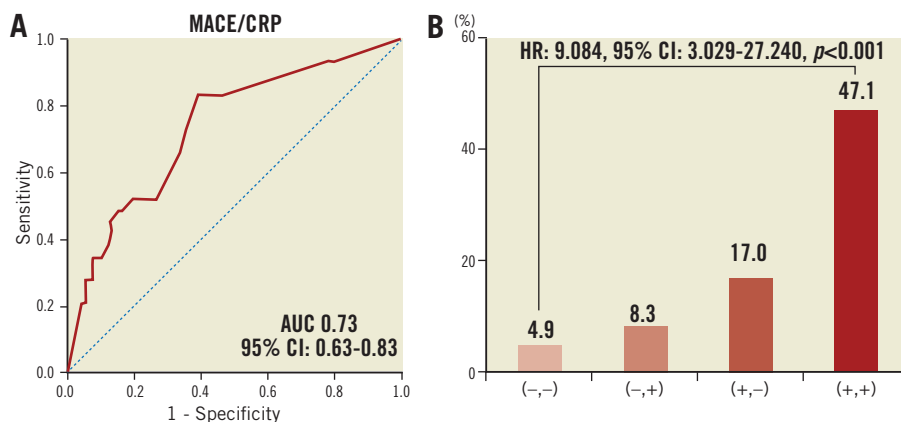 A
MACE/CRP
1.0
0.8
0.6
0.4
0.2
0.0
Sensitivity
0.0 0.2 0.4 0.6 0.8 1.0
1 - Specificity
AUC 0.73
95% CI: 0.63-0.83
B
(%)
60
40
20
0
HR: 9.084, 95% CI: 3.029-27.240, p<0.001
4.9
8.3
17.0
47.1
(−,−) (−,+) (+,−) (+,+)